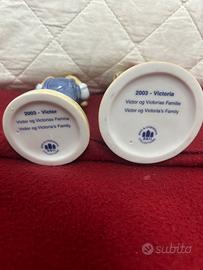 2003 - Victor
Victor og Victorias Familie
Victor og Victoria's Family
2003 - Victoria
Victor og Victorias Familie
Victor og Victoria's Family
subito